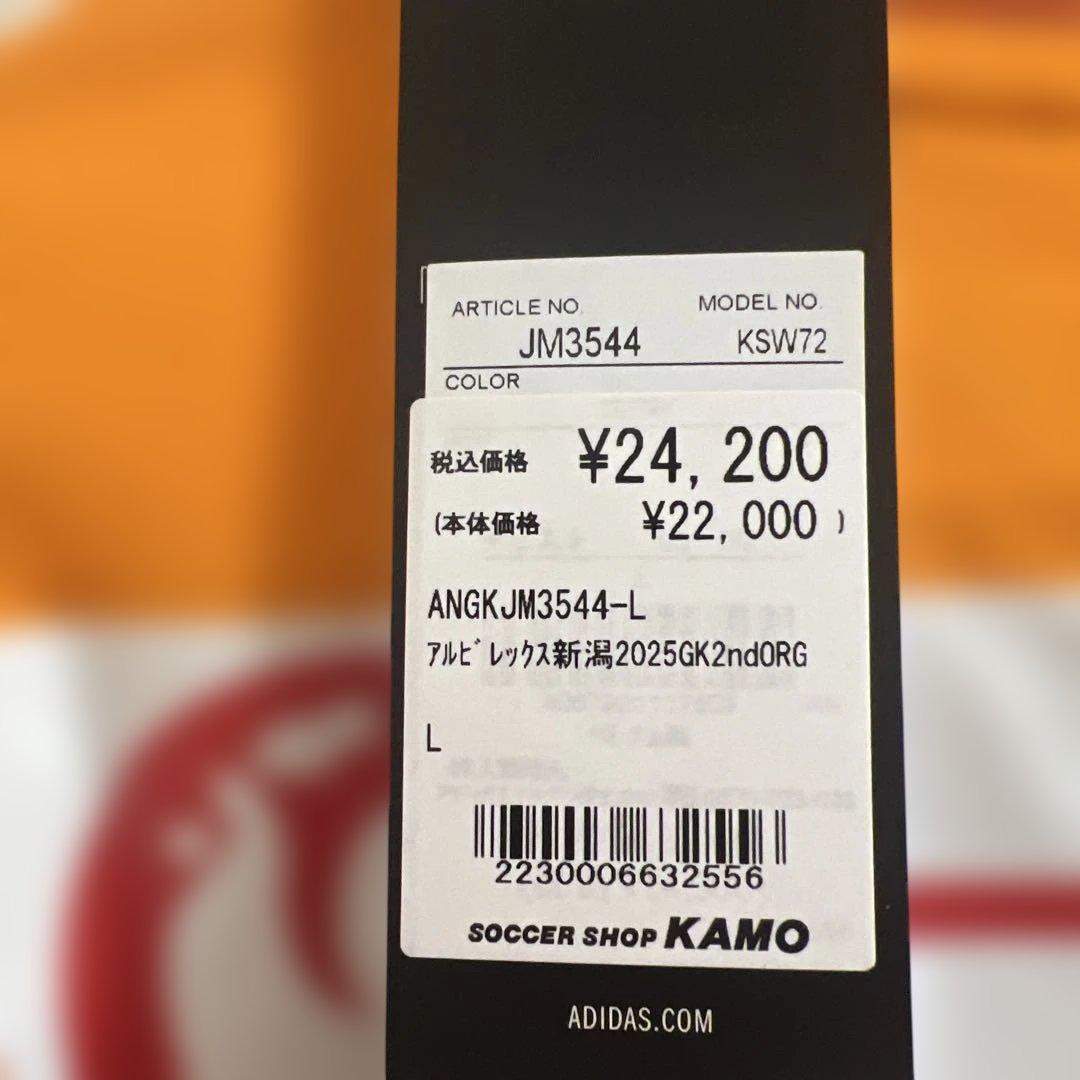 ARTICLE NO. MODEL NO.
JM3544 KSW72
COLOR
税込価格 ¥24,200
(本体価格 ¥22,000 )
ANGKJM3544-L
ｱﾙﾋﾞﾚｯｸｽ新潟2025GK2ndORG
L
2230006632556
SOCCER SHOP KAMO
ADIDAS.COM